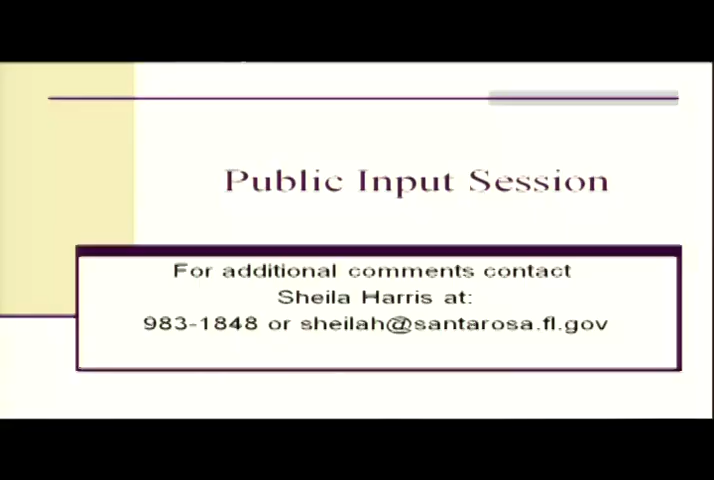 Public Input Session
For additional comments contact
Sheila Harris at:
983-1848 or sheilah@santarosa.fl.gov